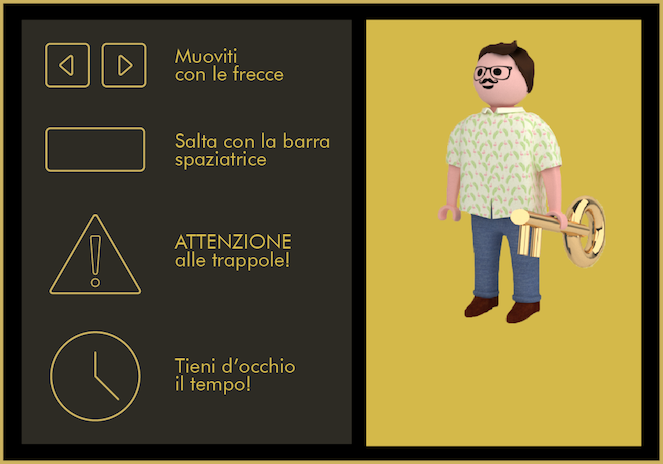 Muoviti
con le frecce
Salta con la barra
spaziatrice
ATTENZIONE
alle trappole!
Tieni d’occhio
il tempo!